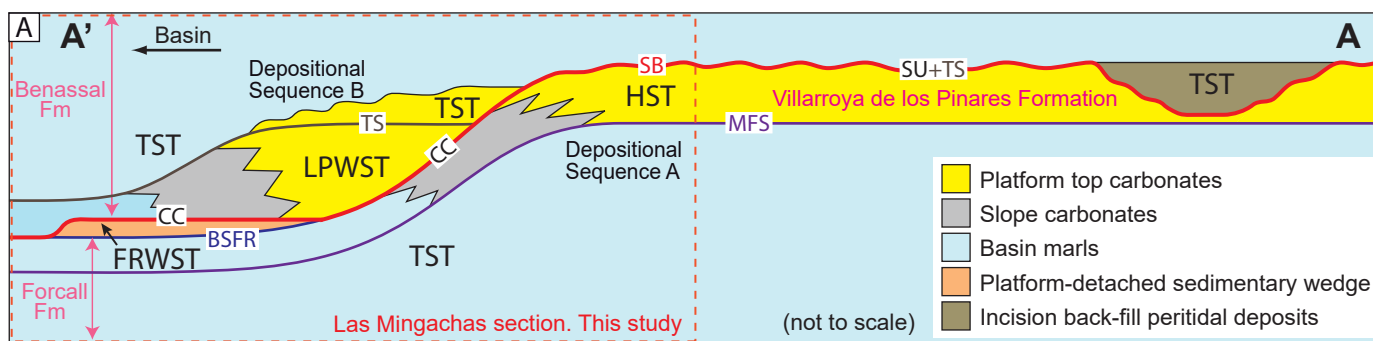 A
A'
Basin
A
Benassal
Fm
Depositional
Sequence B
SB
SU+TS
TST
HST
TST
Villarroya de los Pinares Formation
TS
MFS
TST
CC
LPWST
Depositional
Sequence A
CC
BSFR
TST
FRWST
Forcall
Fm
Las Mingachas section. This study
(not to scale)
Platform top carbonates
Slope carbonates
Basin marls
Platform-detached sedimentary wedge
Incision back-fill peritidal deposits